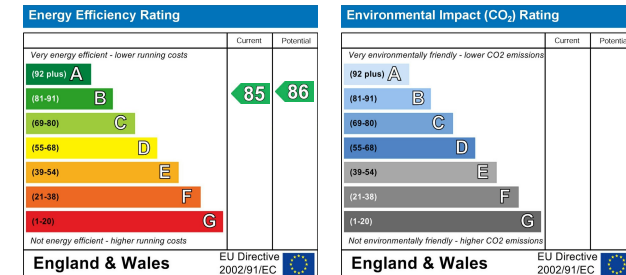 Energy Efficiency Rating
Current Potential
Very energy efficient - lower running costs
(92 plus) A
(81-91) B
(69-80) C
(55-68) D
(39-54) E
(21-38) F
(1-20) G
85 86
Not energy efficient - higher running costs
England & Wales
EU Directive
2002/91/EC
Environmental Impact (CO₂) Rating
Current Potential
Very environmentally friendly - lower CO2 emissions
(92 plus) A
(81-91) B
(69-80) C
(55-68) D
(39-54) E
(21-38) F
(1-20) G
Not environmentally friendly - higher CO2 emissions
England & Wales
EU Directive
2002/91/EC